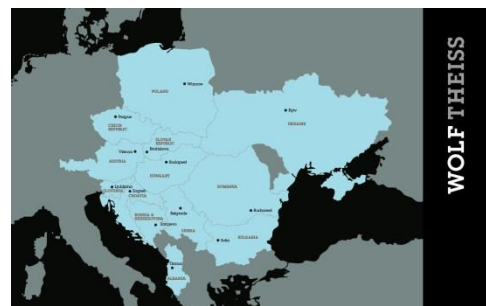 WOLF THEISS
Warsaw
POLAND
Kyiv
UKRAINE
Prague
CZECH
REPUBLIC
SLOVAK
REPUBLIC
Bratislava
Vienna
AUSTRIA
Budapest
HUNGARY
Ljubljana
SLOVENIA
Zagreb
CROATIA
ROMANIA
Bucharest
BOSNIA &
HERZEGOVINA
Belgrade
Sarajevo
SERBIA
Sofia
BULGARIA
Tirana
ALBANIA